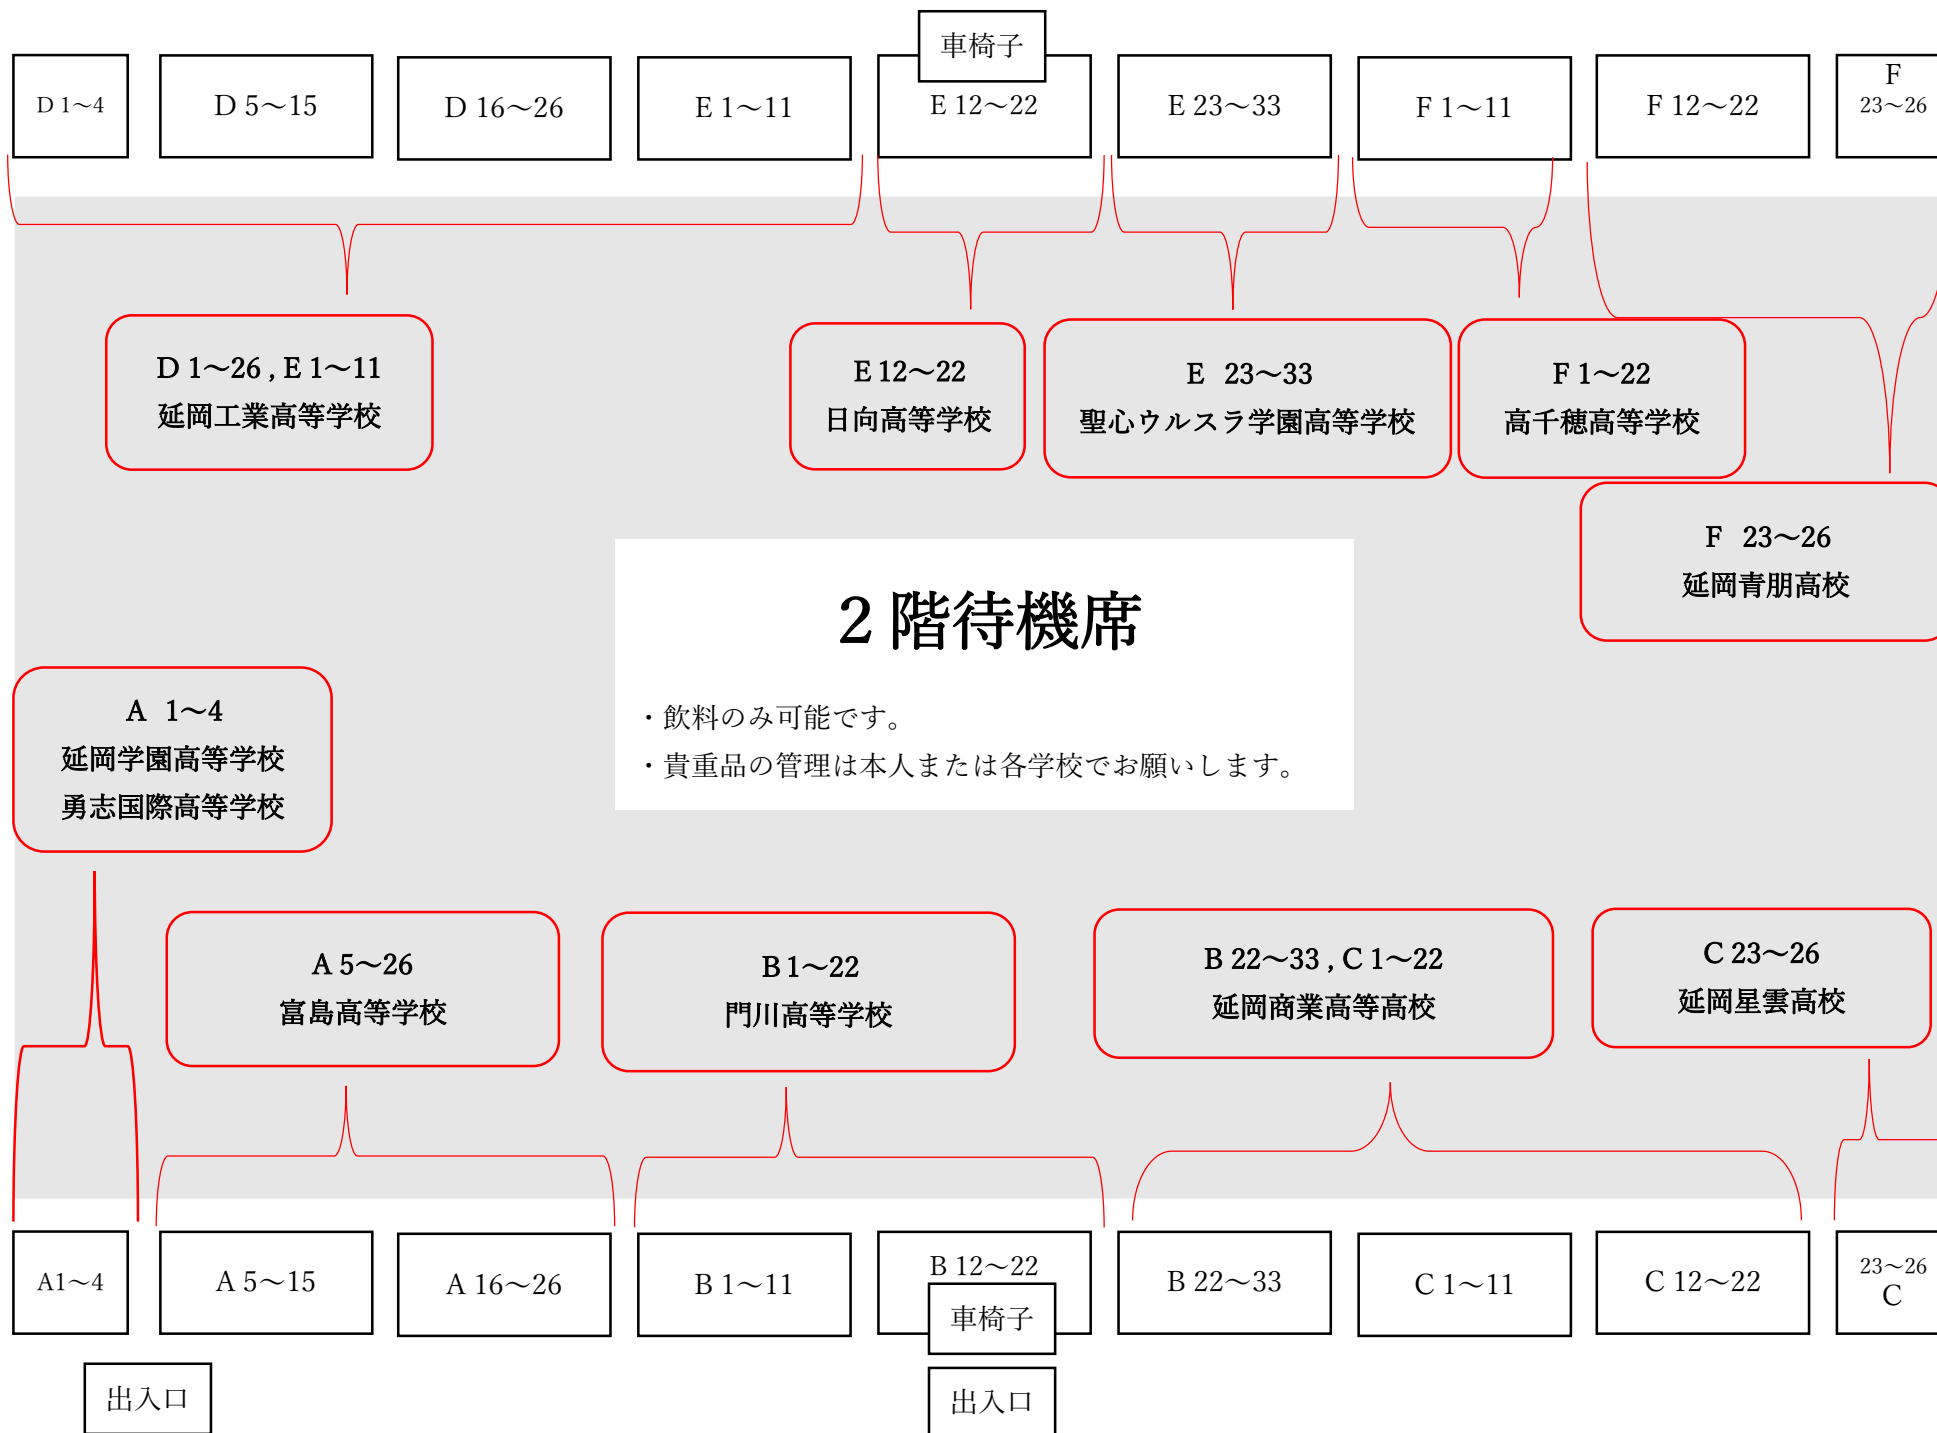 車椅子
D 1～4
D 5～15
D 16～26
E 1～11
E 12～22
E 23～33
F 1～11
F 12～22
F
23～26
D 1～26 , E 1～11
延岡工業高等学校
E 12～22
日向高等学校
E 23～33
聖心ウルスラ学園高等学校
F 1～22
高千穂高等学校
F 23～26
延岡青朋高校
2 階待機席
・飲料のみ可能です。
・貴重品の管理は本人または各学校でお願いします。
A 1～4
延岡学園高等学校
勇志国際高等学校
A 5～26
富島高等学校
B 1～22
門川高等学校
B 22～33 , C 1～22
延岡商業高等高校
C 23～26
延岡星雲高校
A1～4
A 5～15
A 16～26
B 1～11
B 12～22
車椅子
B 22～33
C 1～11
C 12～22
23～26
C
出入口
出入口